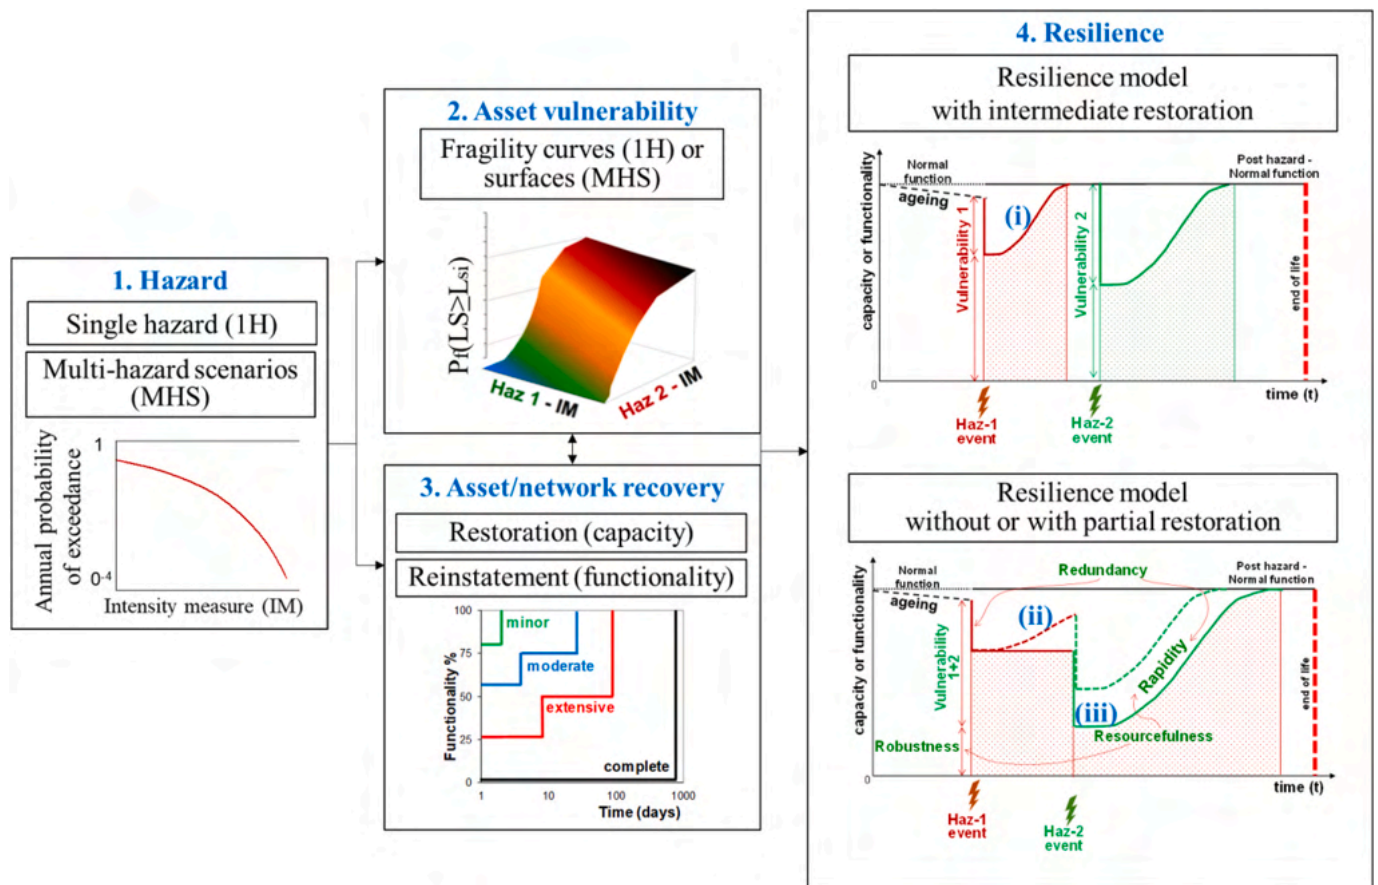 1. Hazard
Single hazard (1H)
Multi-hazard scenarios
(MHS)
Annual probability
of exceedance
1
0-4
Intensity measure (IM)
2. Asset vulnerability
Fragility curves (1H) or
surfaces (MHS)
Pf(LS≥Lsi)
Haz 1 - IM
Haz 2 - IM
3. Asset/network recovery
Restoration (capacity)
Reinstatement (functionality)
Functionality %
100
75
50
25
0
minor
moderate
extensive
complete
1
10
100
1000
Time (days)
4. Resilience
Resilience model
with intermediate restoration
capacity or functionality
Normal
function
ageing
Vulnerability 1
(i)
Vulnerability 2
Post hazard -
Normal function
end of life
0
time (t)
Haz-1
event
Haz-2
event
Resilience model
without or with partial restoration
capacity or functionality
Normal
function
ageing
Redundancy
Post hazard -
Normal function
(ii)
Vulnerability
1+2
Rapidity
(iii)
Resourcefulness
Robustness
end of life
0
time (t)
Haz-1
event
Haz-2
event